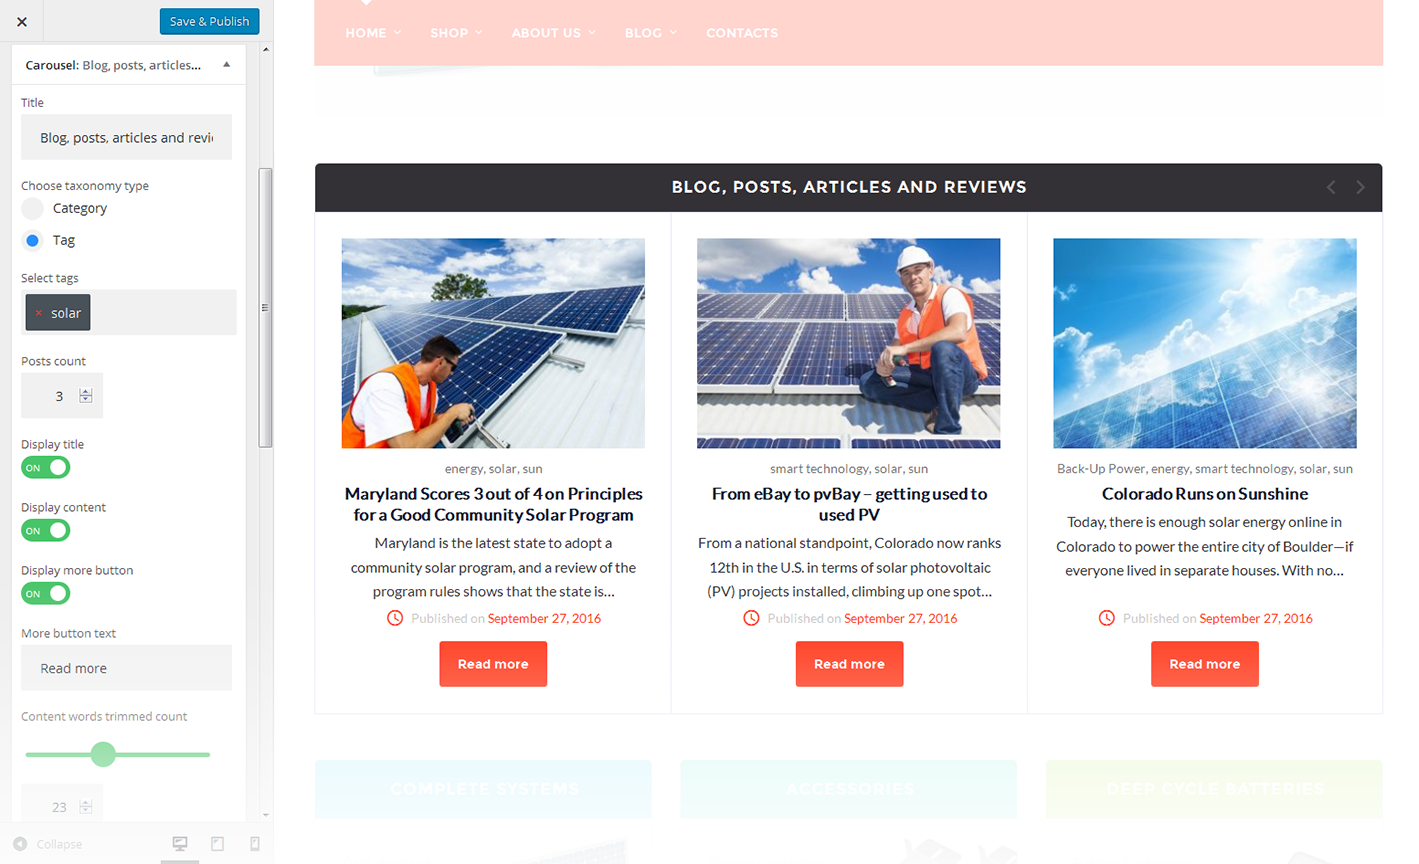 Save & Publish
Carousel: Blog, posts, articles...
Title
Blog, posts, articles and revi
Choose taxonomy type
Category
Tag
Select tags
× solar
Posts count
3
Display title
ON
Display content
ON
Display more button
ON
More button text
Read more
Content words trimmed count
23
Collapse
HOME SHOP ABOUT US BLOG CONTACTS
BLOG, POSTS, ARTICLES AND REVIEWS
energy, solar, sun
Maryland Scores 3 out of 4 on Principles
for a Good Community Solar Program
Maryland is the latest state to adopt a
community solar program, and a review of the
program rules shows that the state is...
Published on September 27, 2016
Read more
smart technology, solar, sun
From eBay to pvBay – getting used to
used PV
From a national standpoint, Colorado now ranks
12th in the U.S. in terms of solar photovoltaic
(PV) projects installed, climbing up one spot...
Published on September 27, 2016
Read more
Back-Up Power, energy, smart technology, solar, sun
Colorado Runs on Sunshine
Today, there is enough solar energy online in
Colorado to power the entire city of Boulder—if
everyone lived in separate houses. With no...
Published on September 27, 2016
Read more
COMPLETE SYSTEMS
ACCESSORIES
DEEP CYCLE BATTERIES